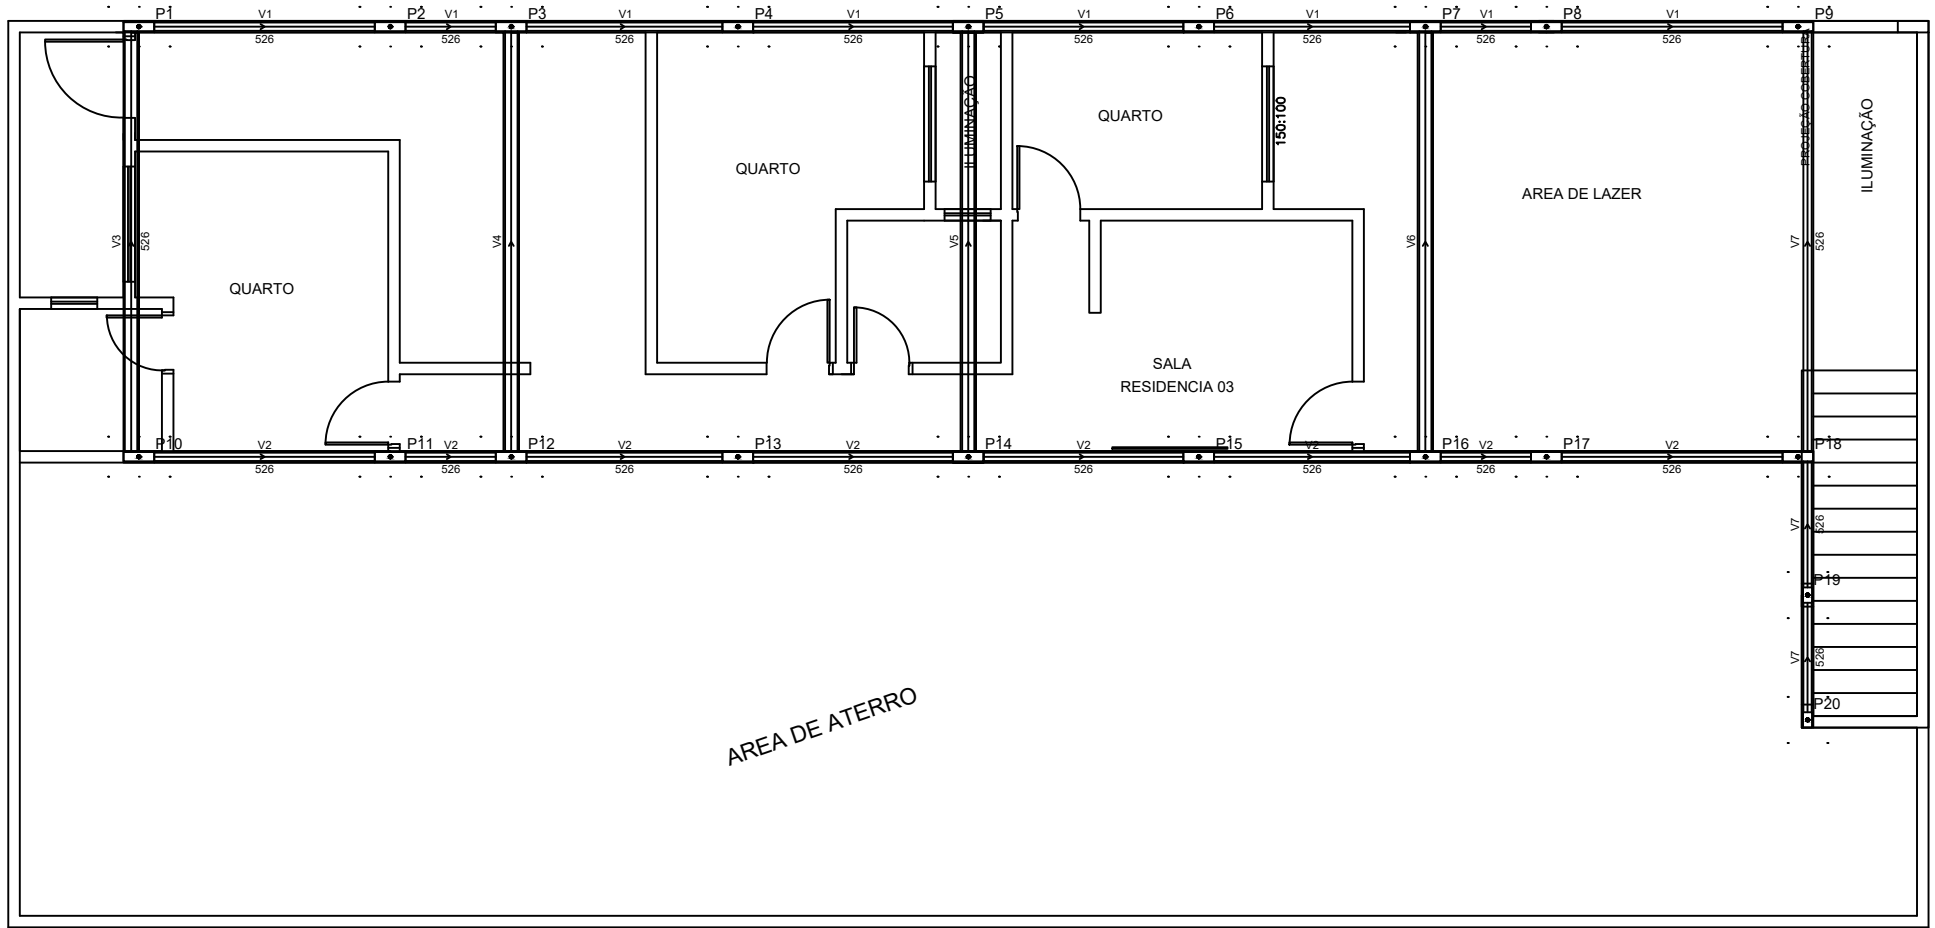 P1 V1 P2 V1 P3 V1 P4 V1 P5 V1 P6 V1 P7 V1 P8 V1 P9
526 526 526 526 526 526 526 526
PROJEÇÃO COBERTURA
ILUMINAÇÃO
150:100
ILUMINAÇÃO
QUARTO
QUARTO
AREA DE LAZER
V3 526 V4 V5 V6 V7 526
QUARTO
SALA
RESIDENCIA 03
P10 V2 P11 V2 P12 V2 P13 V2 P14 V2 P15 V2 P16 V2 P17 V2 P18
526 526 526 526 526 526 526 526
V7 526
P19
V7 526
P20
AREA DE ATERRO